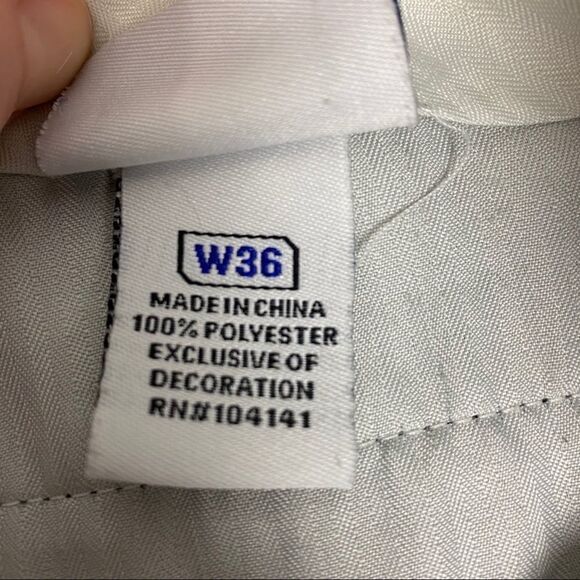 W36
MADE IN CHINA
100% POLYESTER
EXCLUSIVE OF
DECORATION
RN#104141